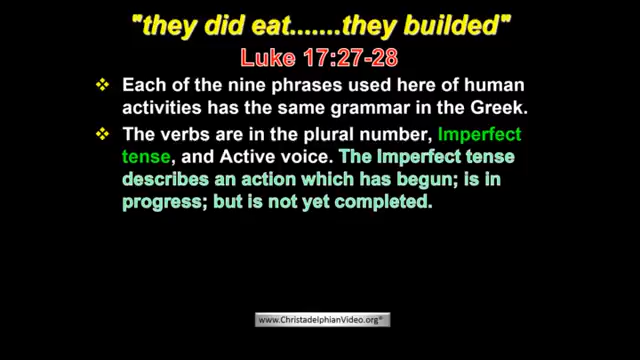 "they did eat.......they builded"
Luke 17:27-28
❖ Each of the nine phrases used here of human
activities has the same grammar in the Greek.
❖ The verbs are in the plural number, Imperfect
tense, and Active voice. The Imperfect tense
describes an action which has begun; is in
progress; but is not yet completed.
www.ChristadelphianVideo.org®